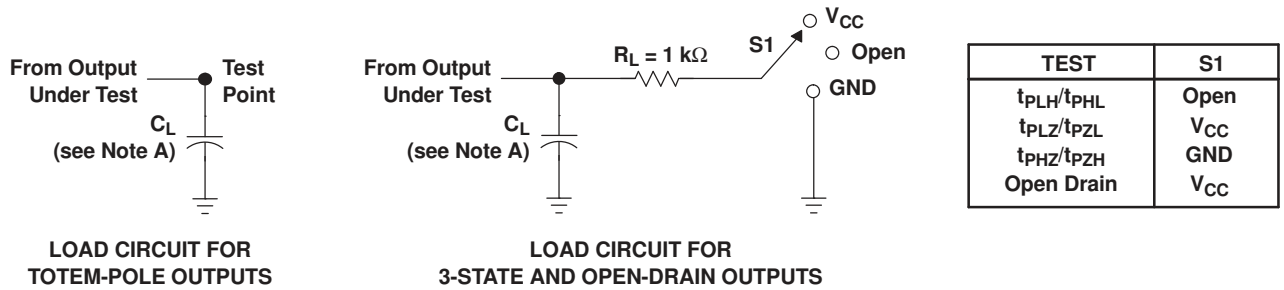 From Output
Under Test
Test
Point
C_L
(see Note A)
LOAD CIRCUIT FOR
TOTEM-POLE OUTPUTS
From Output
Under Test
R_L = 1 kΩ
S1
V_CC
Open
GND
C_L
(see Note A)
LOAD CIRCUIT FOR
3-STATE AND OPEN-DRAIN OUTPUTS
TEST S1
t_PLH/t_PHL Open
t_PLZ/t_PZL V_CC
t_PHZ/t_PZH GND
Open Drain V_CC